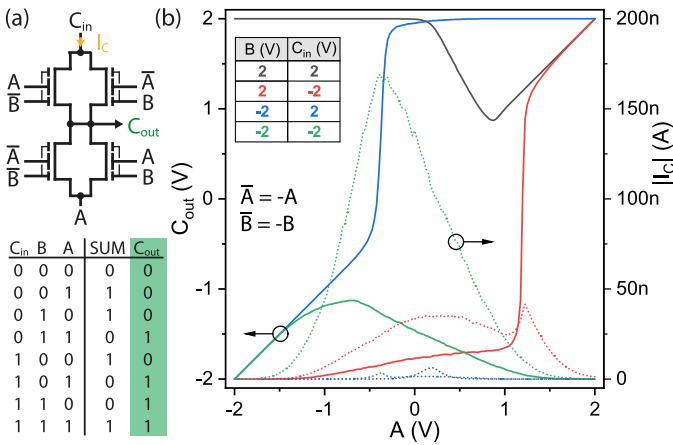 (a)
C_in
I_C
A
B̅
A̅
B
C_out
A̅
B̅
A
B
A
C_in B A SUM C_out
0 0 0 0 0
0 0 1 1 0
0 1 0 1 0
0 1 1 0 1
1 0 0 1 0
1 0 1 0 1
1 1 0 0 1
1 1 1 1 1
(b)
B (V) C_in (V)
2 2
2 -2
-2 2
-2 -2
A̅ = -A
B̅ = -B
C_out (V)
2
1
0
-1
-2
-2 -1 0 1 2
A (V)
200n
150n
100n
50n
0
|I_C| (A)